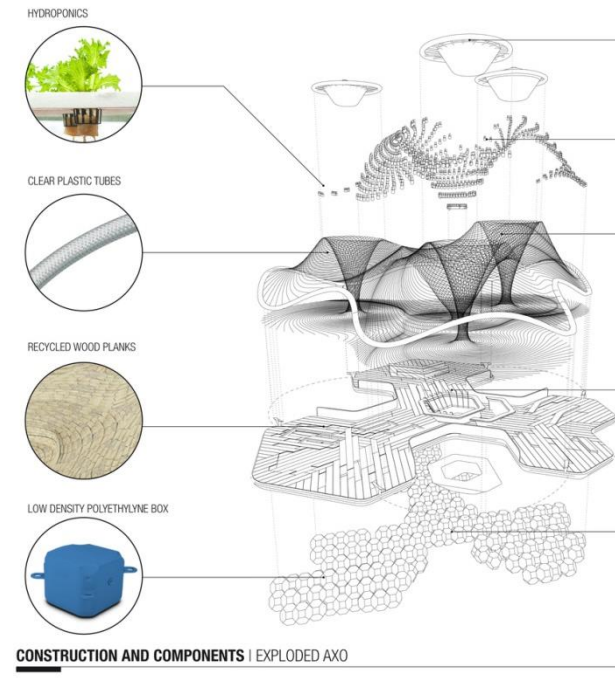 HYDROPONICS
CLEAR PLASTIC TUBES
RECYCLED WOOD PLANKS
LOW DENSITY POLYETHYLYNE BOX
CONSTRUCTION AND COMPONENTS | EXPLODED AXO